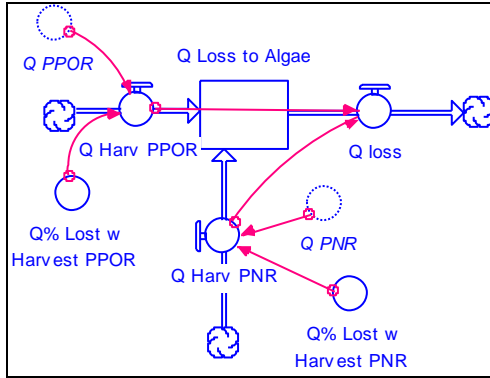 Q PPOR
Q Loss to Algae
Q Harv PPOR
Q loss
Q% Lost w
Harvest PPOR
Q PNR
Q Harv PNR
Q% Lost w
Harvest PNR